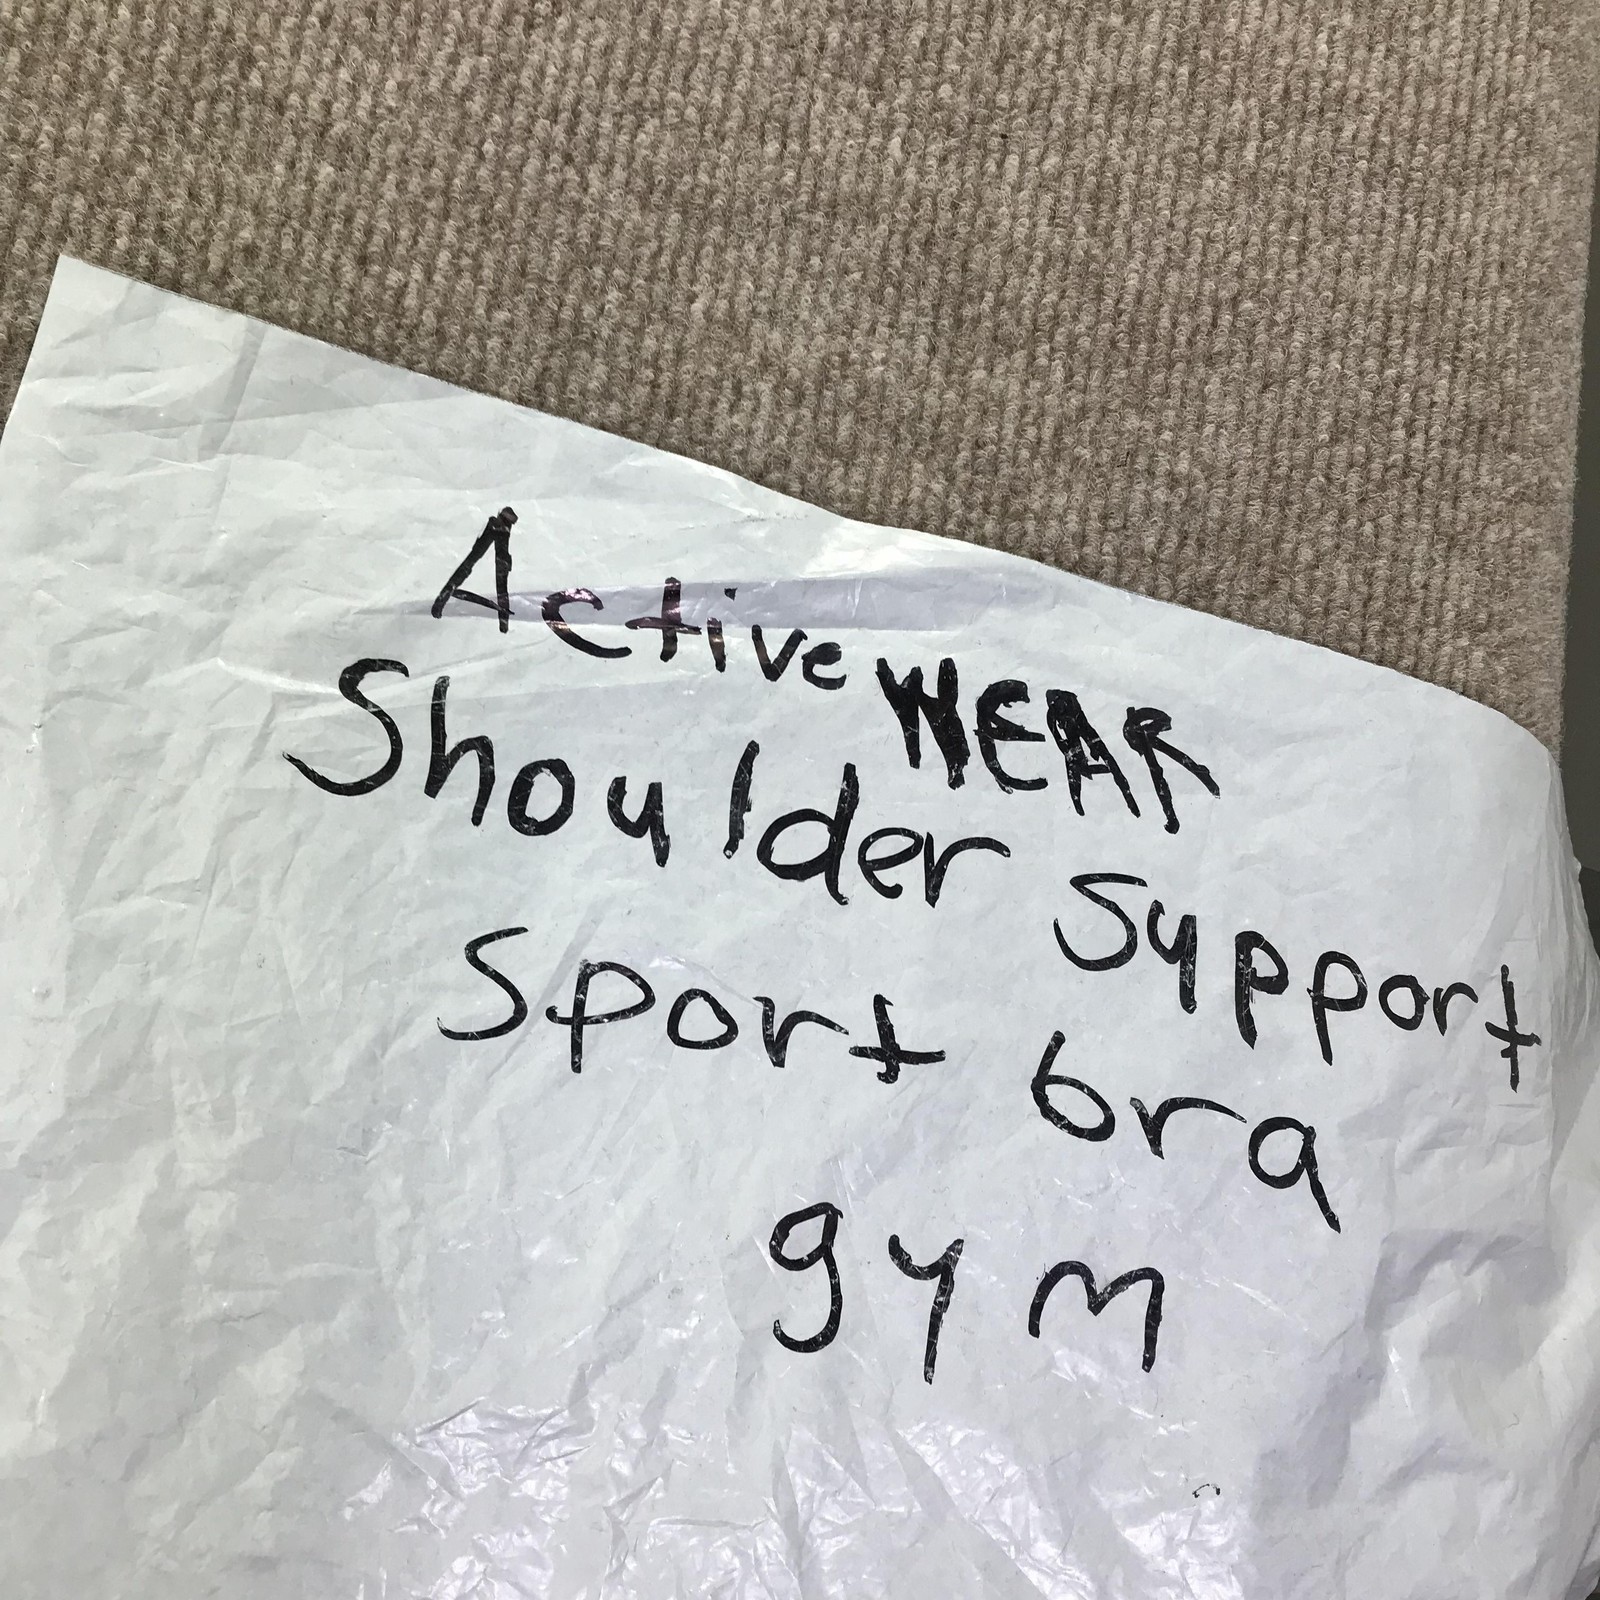 Active WEAR
Shoulder Support
Sport bra
gym